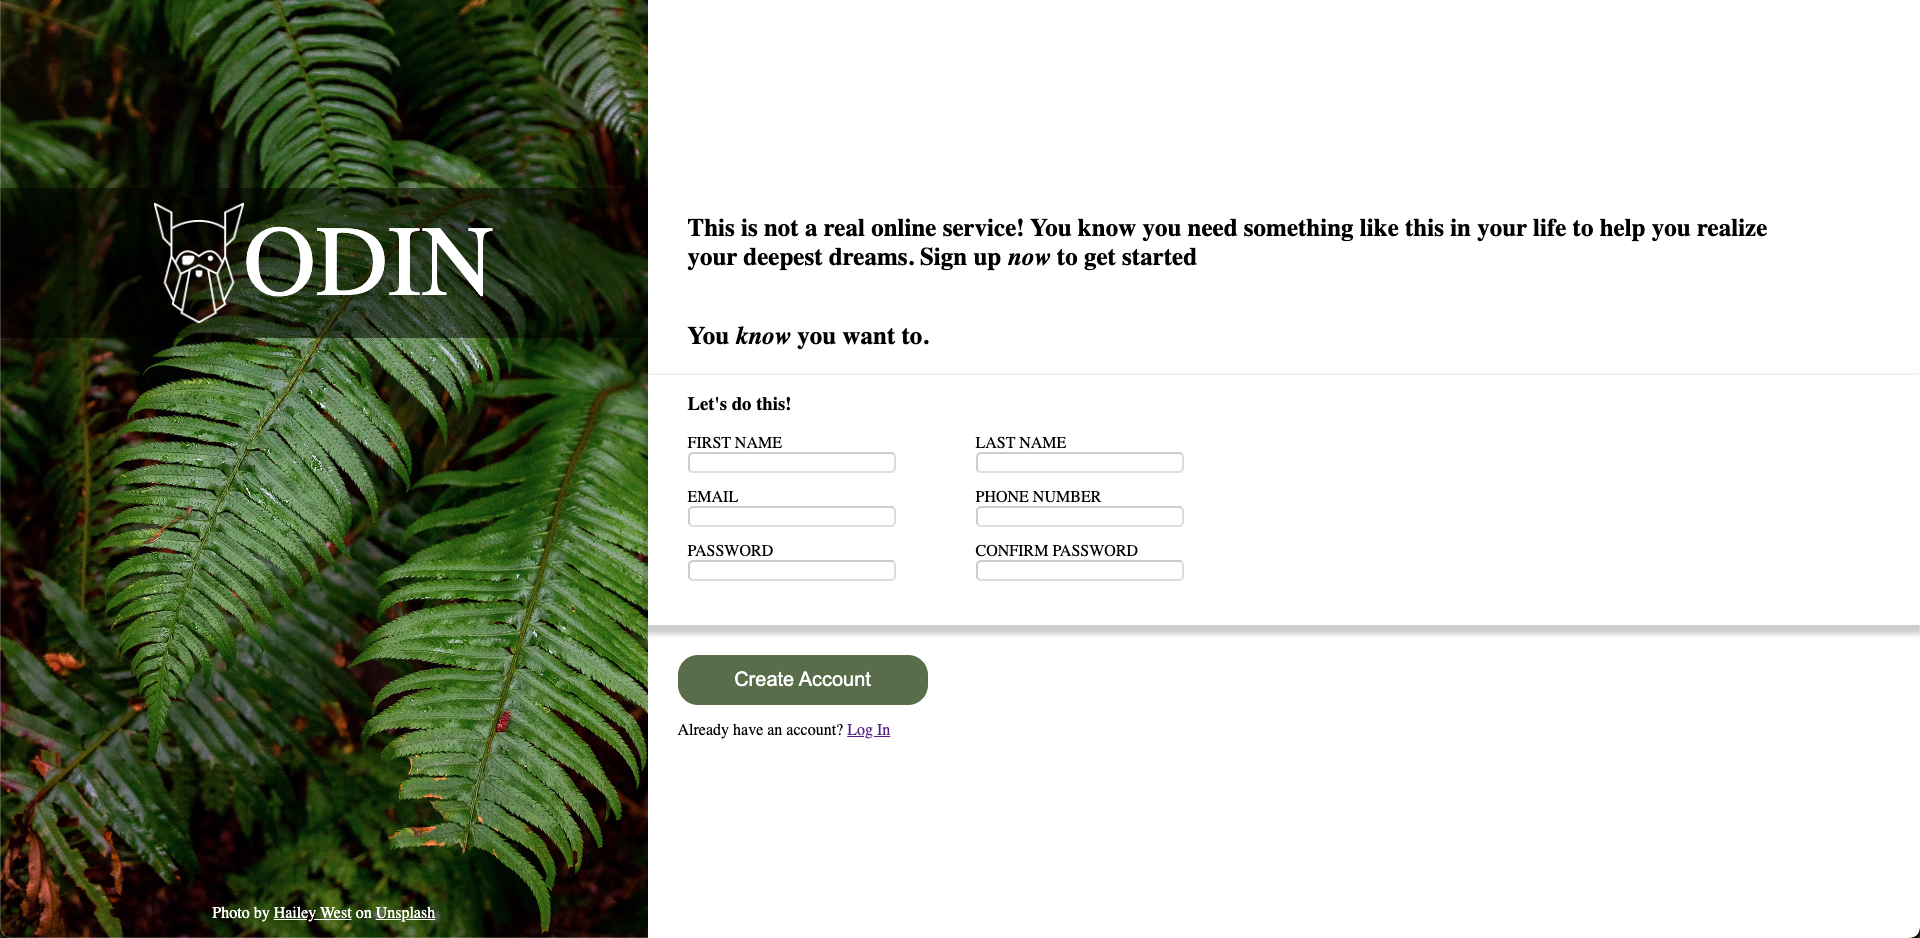 ODIN
Photo by Hailey West on Unsplash
This is not a real online service! You know you need something like this in your life to help you realize
your deepest dreams. Sign up now to get started
You know you want to.
Let's do this!
FIRST NAME
LAST NAME
EMAIL
PHONE NUMBER
PASSWORD
CONFIRM PASSWORD
Create Account
Already have an account? Log In